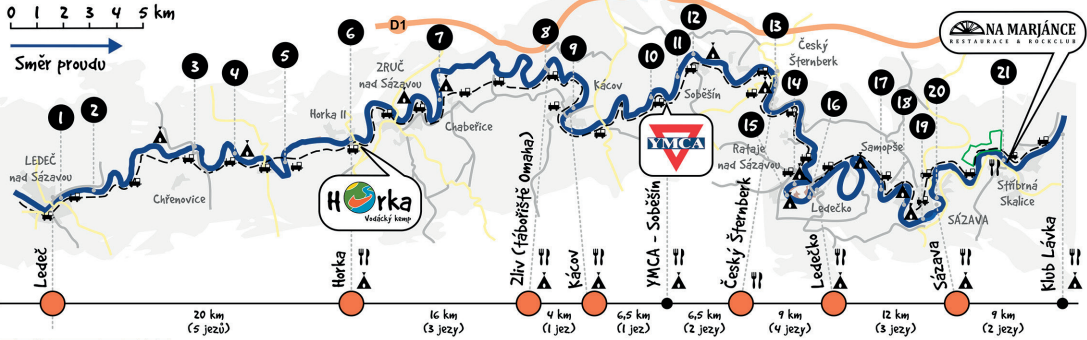 0 1 2 3 4 5 km
Směr proudu
D1
1
2
3
4
5
6
7
8
9
10
11
12
13
14
15
16
17
18
19
20
21
LEDEČ
nad Sázavou
Chřenovice
Horka II
ZRUČ
nad Sázavou
Chabeřice
Kácov
Soběšín
Český
Šternberk
Rataje
nad Sázavou
Ledečko
Samopše
SÁZAVA
Stříbrná
Skalice
Horka
Vodácký kemp
YMCA
NA MARJÁNCE
RESTAURACE & ROCKCLUB
Ledeč
Horka
Zliv (tábořiště Omaha)
Kácov
YMCA - Soběšín
Český Šternberk
Ledečko
Sázava
Klub Lávka
20 km
(5 jezů)
16 km
(3 jezy)
4 km
(1 jez)
6,5 km
(1 jez)
6,5 km
(2 jezy)
9 km
(4 jezy)
12 km
(3 jezy)
9 km
(2 jezy)